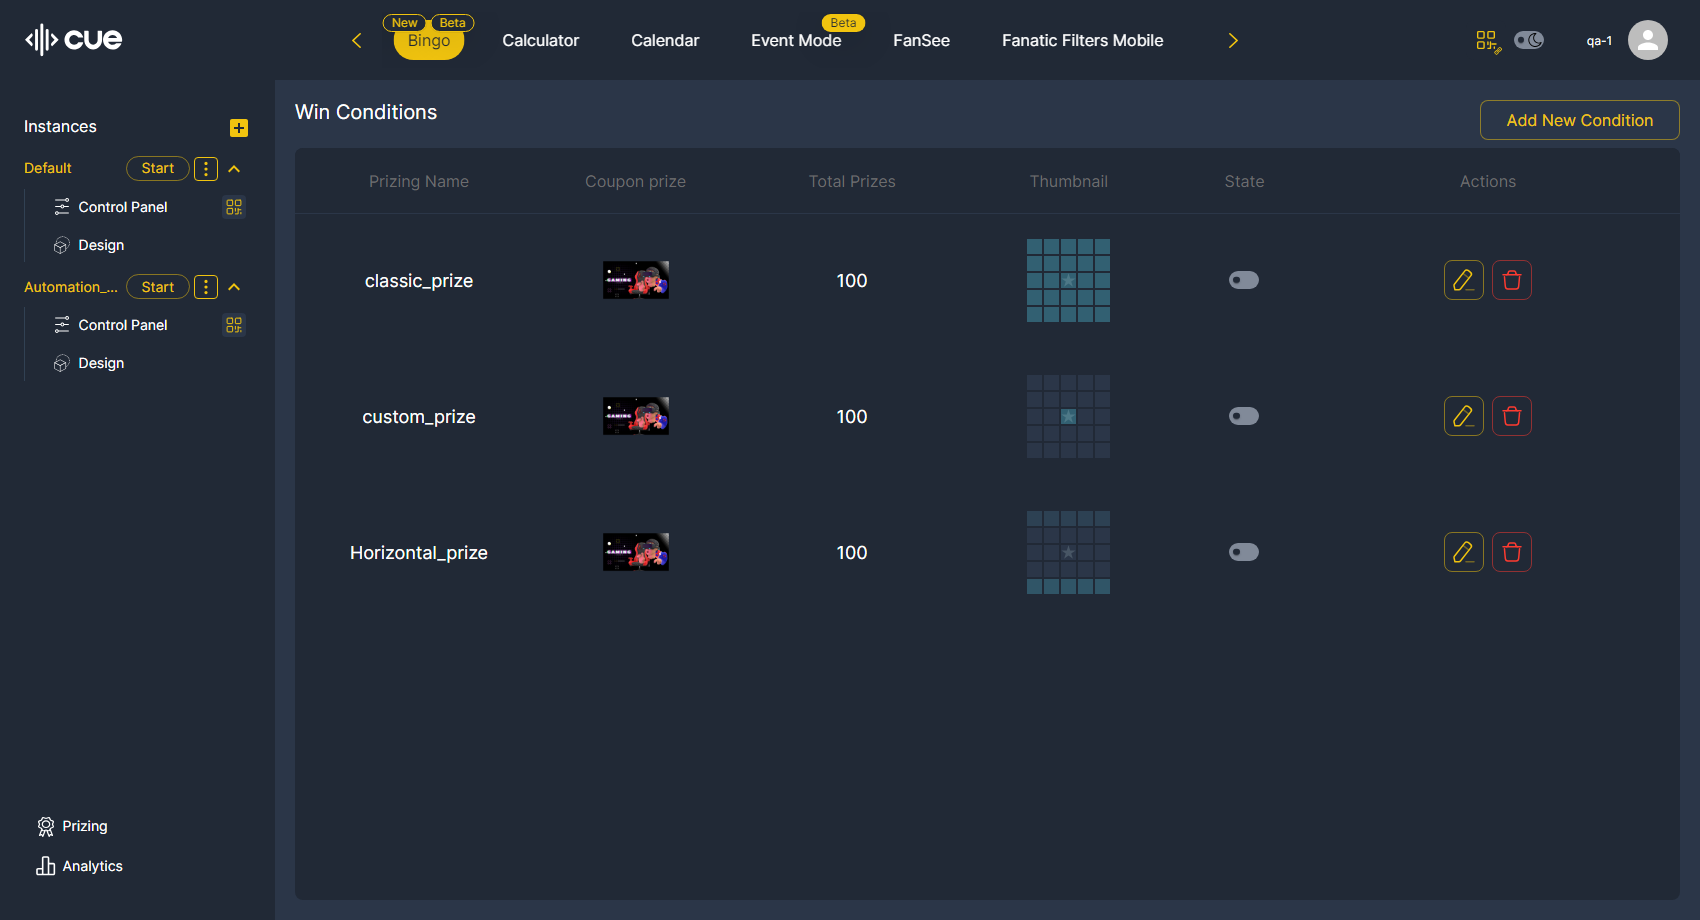 cue
New
Beta
Bingo
Calculator
Calendar
Beta
Event Mode
FanSee
Fanatic Filters Mobile
qa-1
Instances
Default
Start
Control Panel
Design
Automation_...
Start
Control Panel
Design
Prizing
Analytics
Win Conditions
Add New Condition
Prizing Name
Coupon prize
Total Prizes
Thumbnail
State
Actions
classic_prize
GAMING
100
custom_prize
GAMING
100
Horizontal_prize
GAMING
100